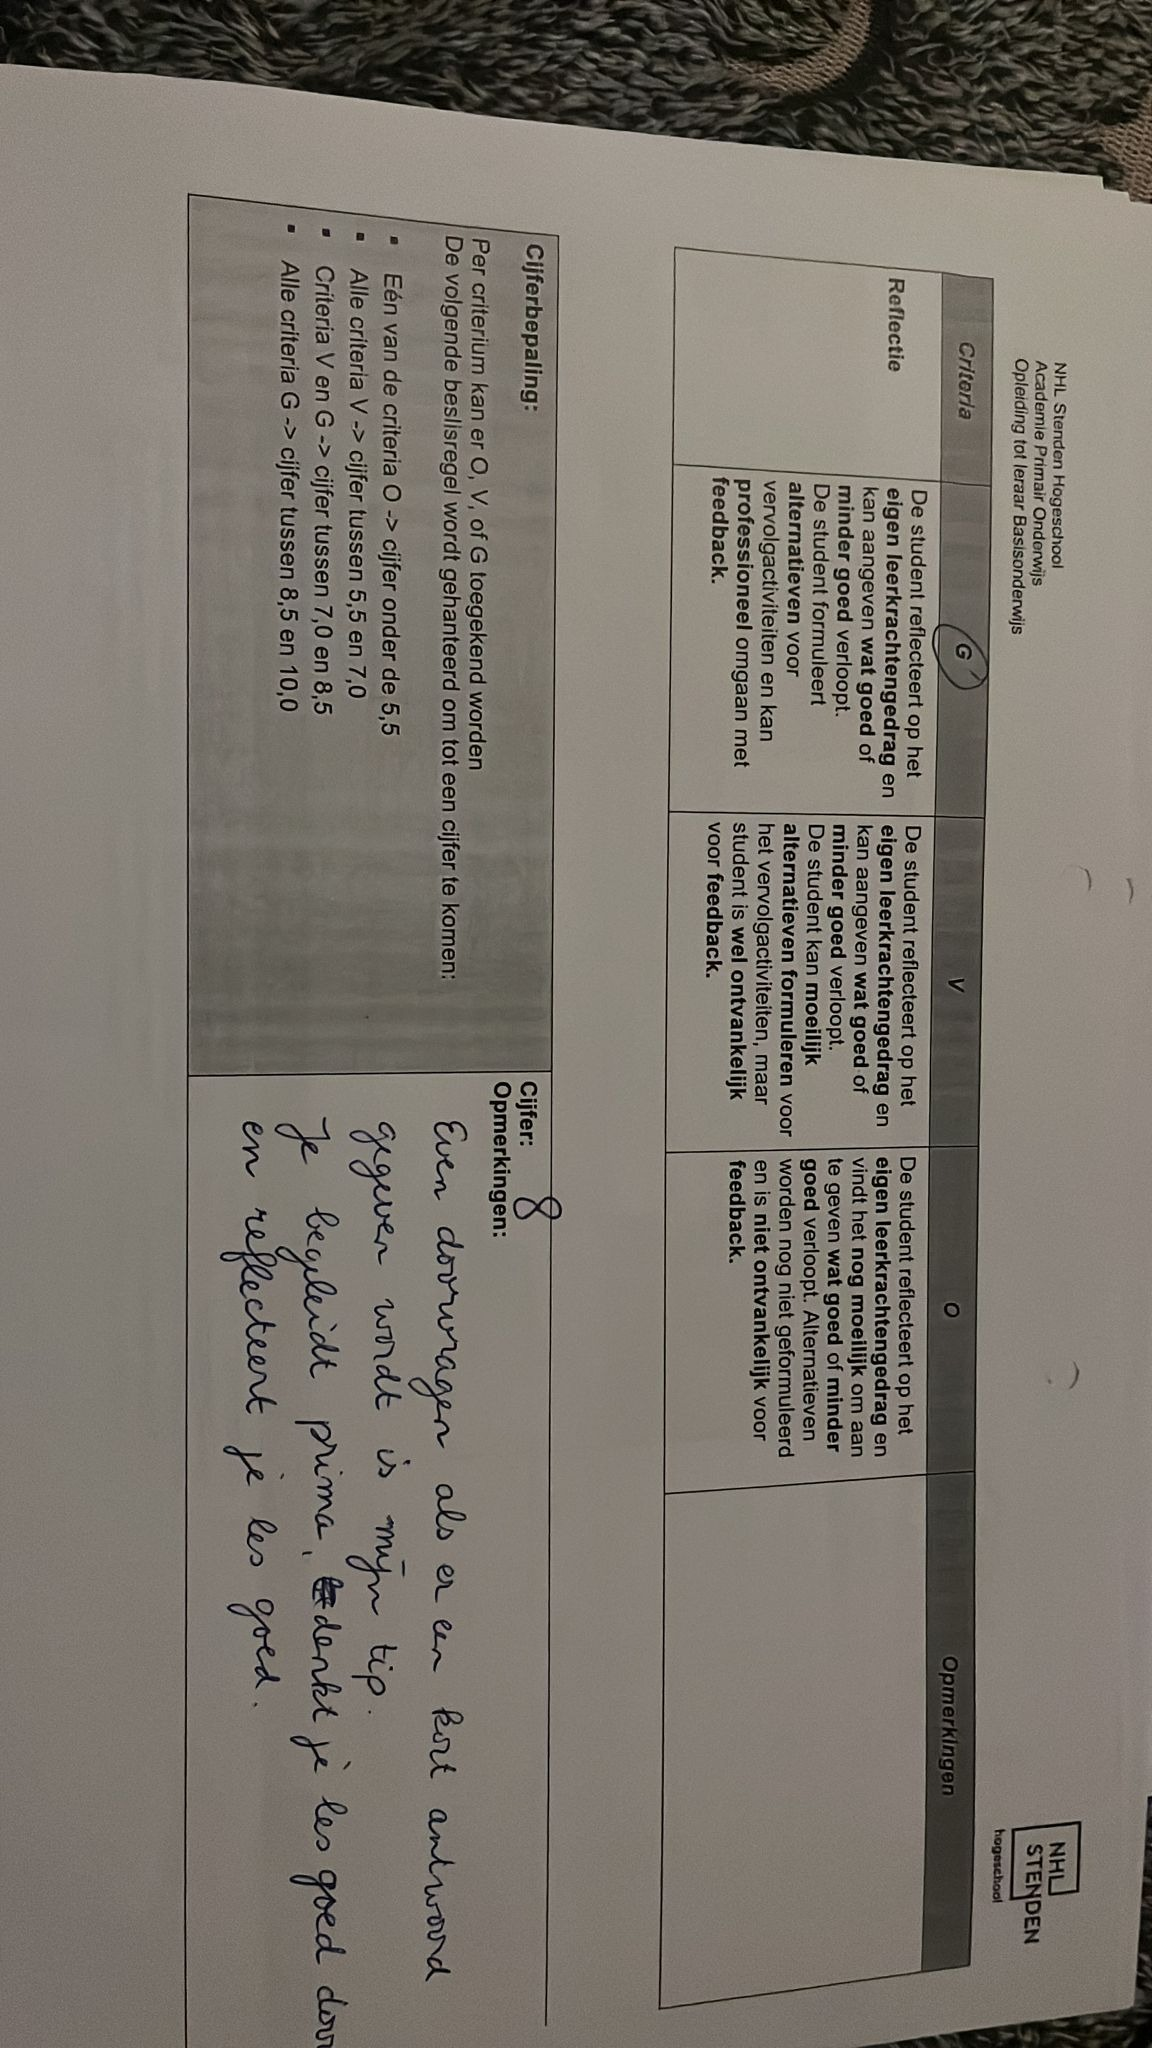 NHL Stenden Hogeschool
Academie Primair Onderwijs
Opleiding tot leraar Basisonderwijs
NHL
STENDEN
hogeschool
Criteria
G
V
O
Opmerkingen
Reflectie
De student reflecteert op het
eigen leerkrachtengedrag en
kan aangeven wat goed of
minder goed verloopt.
De student formuleert
alternatieven voor
vervolgactiviteiten en kan
professioneel omgaan met
feedback.
De student reflecteert op het
eigen leerkrachtengedrag en
kan aangeven wat goed of
minder goed verloopt.
De student kan moeilijk
alternatieven formuleren voor
het vervolgactiviteiten, maar
student is wel ontvankelijk
voor feedback.
De student reflecteert op het
eigen leerkrachtengedrag en
vindt het nog moeilijk om aan
te geven wat goed of minder
goed verloopt. Alternatieven
worden nog niet geformuleerd
en is niet ontvankelijk voor
feedback.
Cijferbepaling:
Per criterium kan er O, V, of G toegekend worden
De volgende beslisregel wordt gehanteerd om tot een cijfer te komen:
▪ Eén van de criteria O -> cijfer onder de 5,5
▪ Alle criteria V -> cijfer tussen 5,5 en 7,0
▪ Criteria V en G -> cijfer tussen 7,0 en 8,5
▪ Alle criteria G -> cijfer tussen 8,5 en 10,0
Cijfer: 8
Opmerkingen:
Even doorvragen als er een kort antwoord
gegeven wordt is mijn tip.
Je begeleidt prima, denkt je les goed door
en reflecteert je les goed.